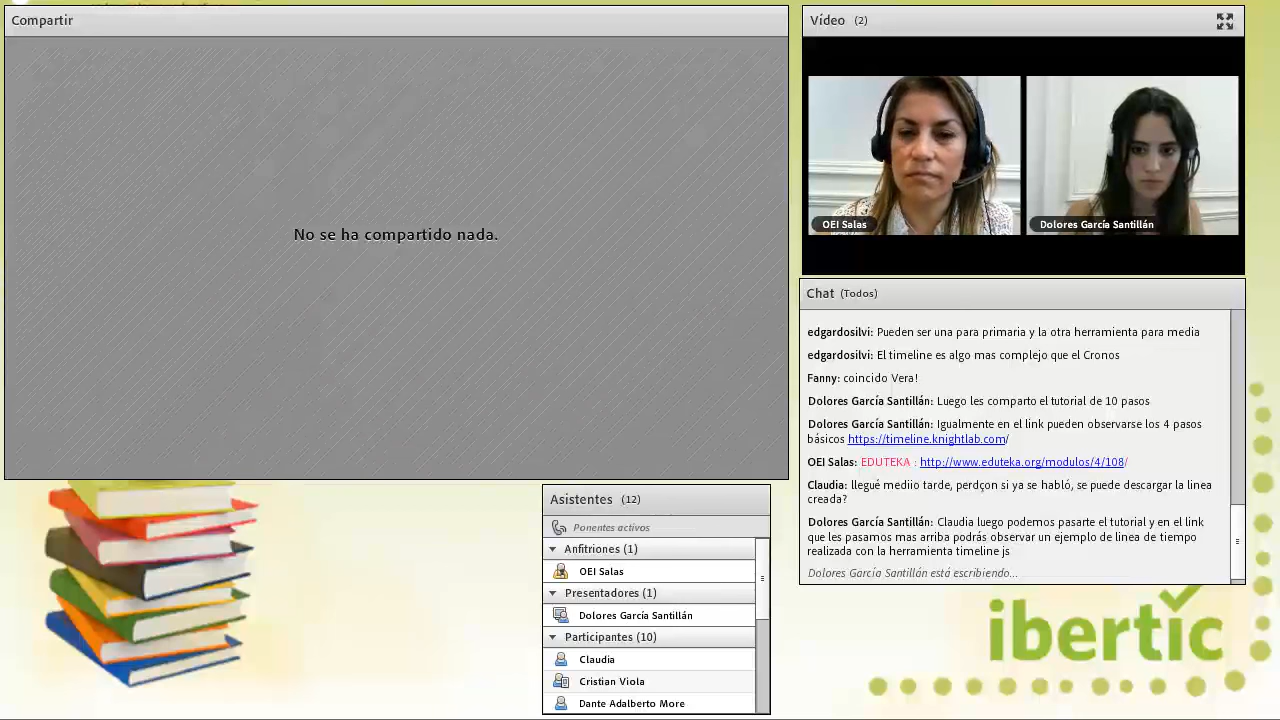 Compartir
No se ha compartido nada.
Vídeo (2)
OEI Salas
Dolores García Santillán
Chat (Todos)
edgardosilvi: Pueden ser una para primaria y la otra herramienta para media
edgardosilvi: El timeline es algo mas complejo que el Cronos
Fanny: coincido Vera!
Dolores García Santillán: Luego les comparto el tutorial de 10 pasos
Dolores García Santillán: Igualmente en el link pueden observarse los 4 pasos
básicos https://timeline.knightlab.com/
OEI Salas: EDUTEKA : http://www.eduteka.org/modulos/4/108/
Claudia: llegué mediio tarde, perdçon si ya se habló, se puede descargar la linea
creada?
Dolores García Santillán: Claudia luego podemos pasarte el tutorial y en el link
que les pasamos mas arriba podrás observar un ejemplo de linea de tiempo
realizada con la herramienta timeline js
Dolores García Santillán está escribiendo...
Asistentes (12)
Ponentes activos
Anfitriones (1)
OEI Salas
Presentadores (1)
Dolores García Santillán
Participantes (10)
Claudia
Cristian Viola
Dante Adalberto More
ibertic